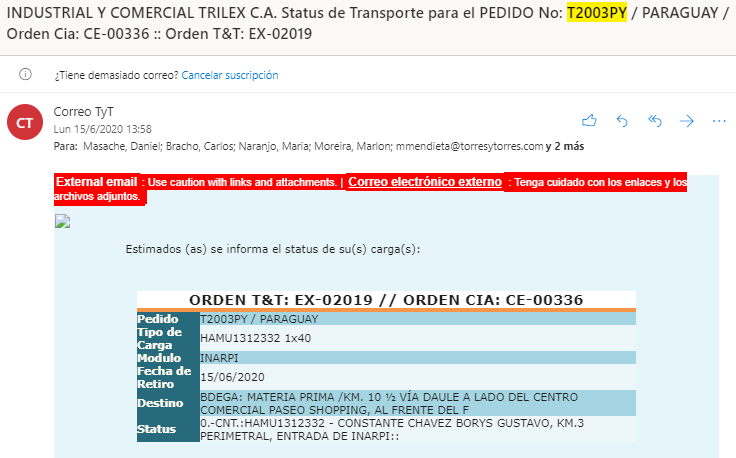 INDUSTRIAL Y COMERCIAL TRILEX C.A. Status de Transporte para el PEDIDO No: T2003PY / PARAGUAY /
Orden Cia: CE-00336 :: Orden T&T: EX-02019
¿Tiene demasiado correo? Cancelar suscripción
CT
Correo TyT
Lun 15/6/2020 13:58
Para: Masache, Daniel; Bracho, Carlos; Naranjo, Maria; Moreira, Marlon; mmendieta@torresytorres.com y 2 más
External email : Use caution with links and attachments. | Correo electrónico externo : Tenga cuidado con los enlaces y los
archivos adjuntos.
Estimados (as) se informa el status de su(s) carga(s):
ORDEN T&T: EX-02019 // ORDEN CIA: CE-00336
Pedido T2003PY / PARAGUAY
Tipo de
Carga HAMU1312332 1x40
Modulo INARPI
Fecha de
Retiro 15/06/2020
Destino BDEGA: MATERIA PRIMA /KM. 10 ½ VÍA DAULE A LADO DEL CENTRO
COMERCIAL PASEO SHOPPING, AL FRENTE DEL F
Status 0.-CNT.:HAMU1312332 - CONSTANTE CHAVEZ BORYS GUSTAVO, KM.3
PERIMETRAL, ENTRADA DE INARPI::